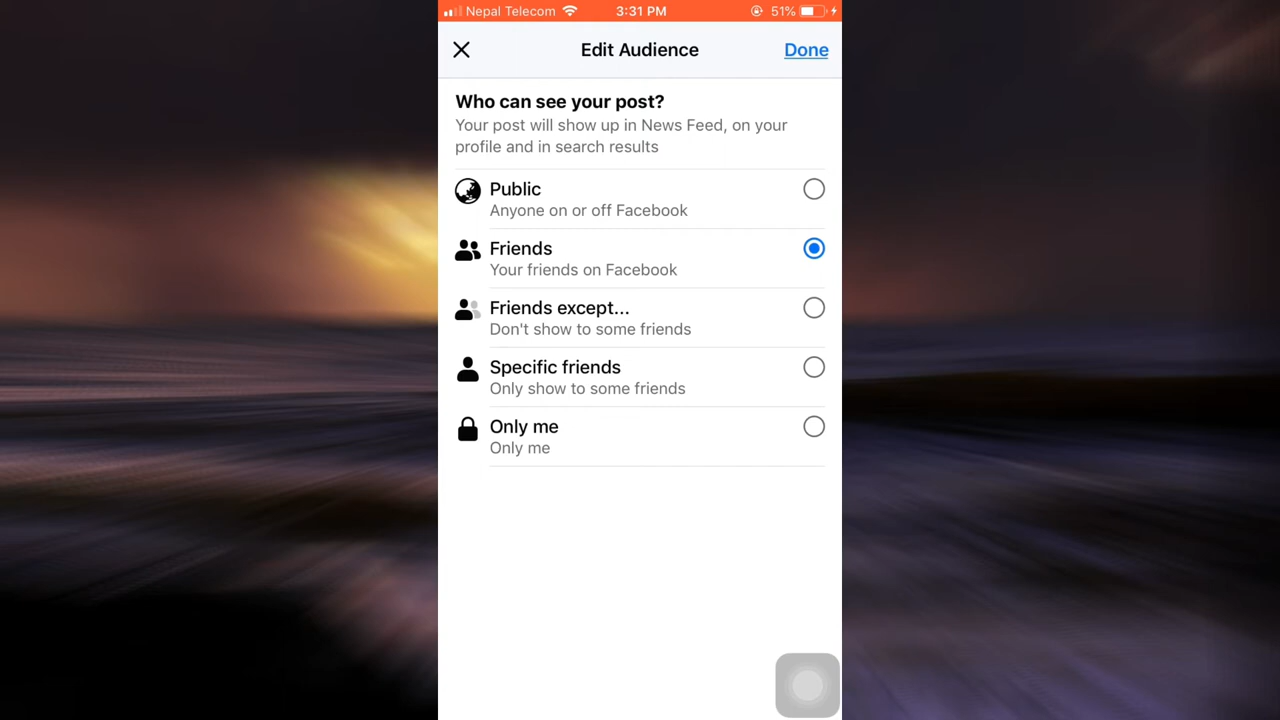 Nepal Telecom 3:31 PM 51%
Edit Audience Done
Who can see your post?
Your post will show up in News Feed, on your
profile and in search results
Public
Anyone on or off Facebook
Friends
Your friends on Facebook
Friends except...
Don't show to some friends
Specific friends
Only show to some friends
Only me
Only me